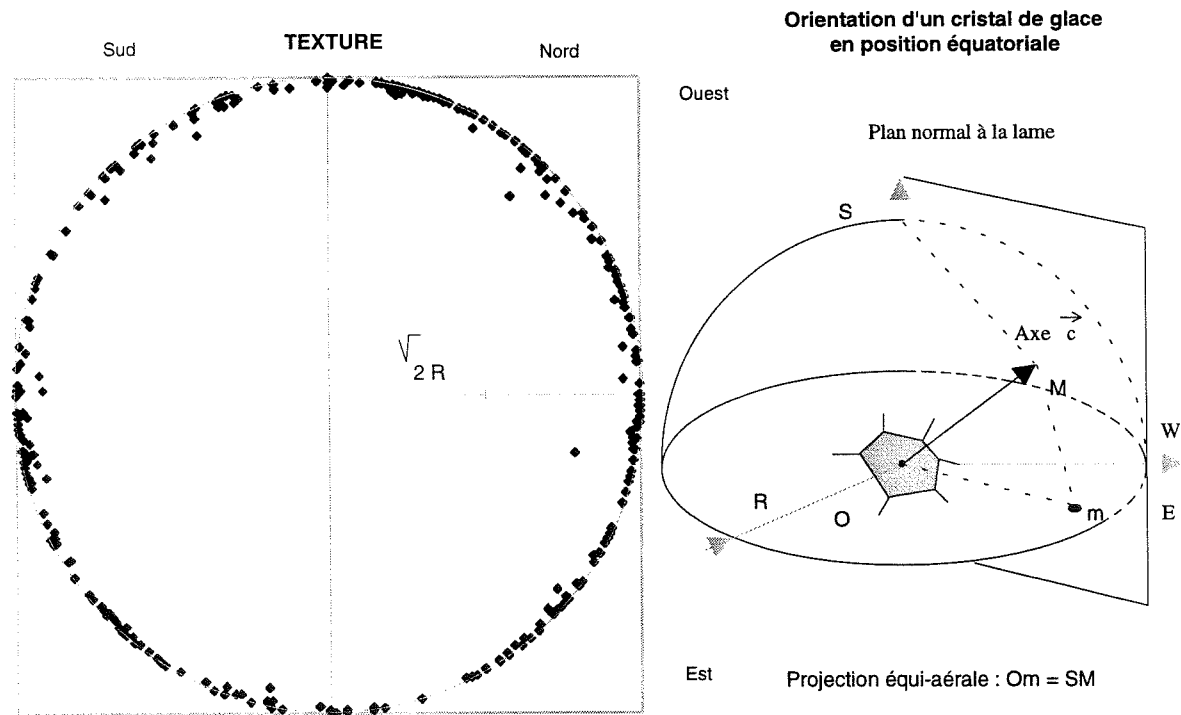 Sud
TEXTURE
Nord
√2 R
Orientation d'un cristal de glace
en position équatoriale
Ouest
Plan normal à la lame
S
Axe c
M
W
R
O
m
E
Est
Projection équi-aérale : Om = SM